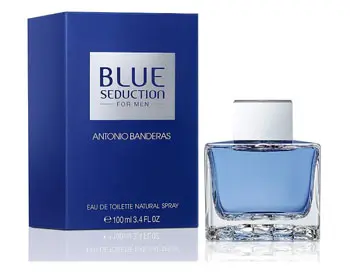 BLUE
SEDUCTION
FOR MEN
ANTONIO BANDERAS
EAU DE TOILETTE NATURAL SPRAY
℮ 100 ml 3.4 FL.OZ